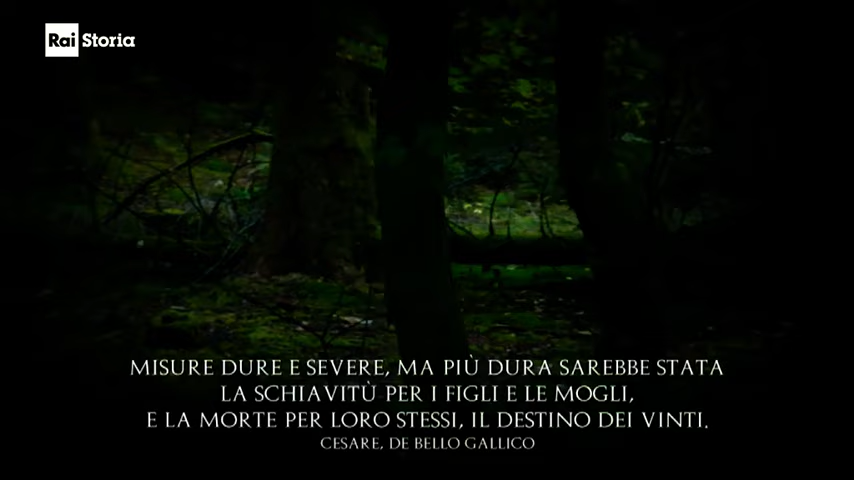 Rai Storia
MISURE DURE E SEVERE, MA PIÙ DURA SAREBBE STATA
LA SCHIAVITÙ PER I FIGLI E LE MOGLI,
E LA MORTE PER LORO STESSI, IL DESTINO DEI VINTI.
CESARE, DE BELLO GALLICO